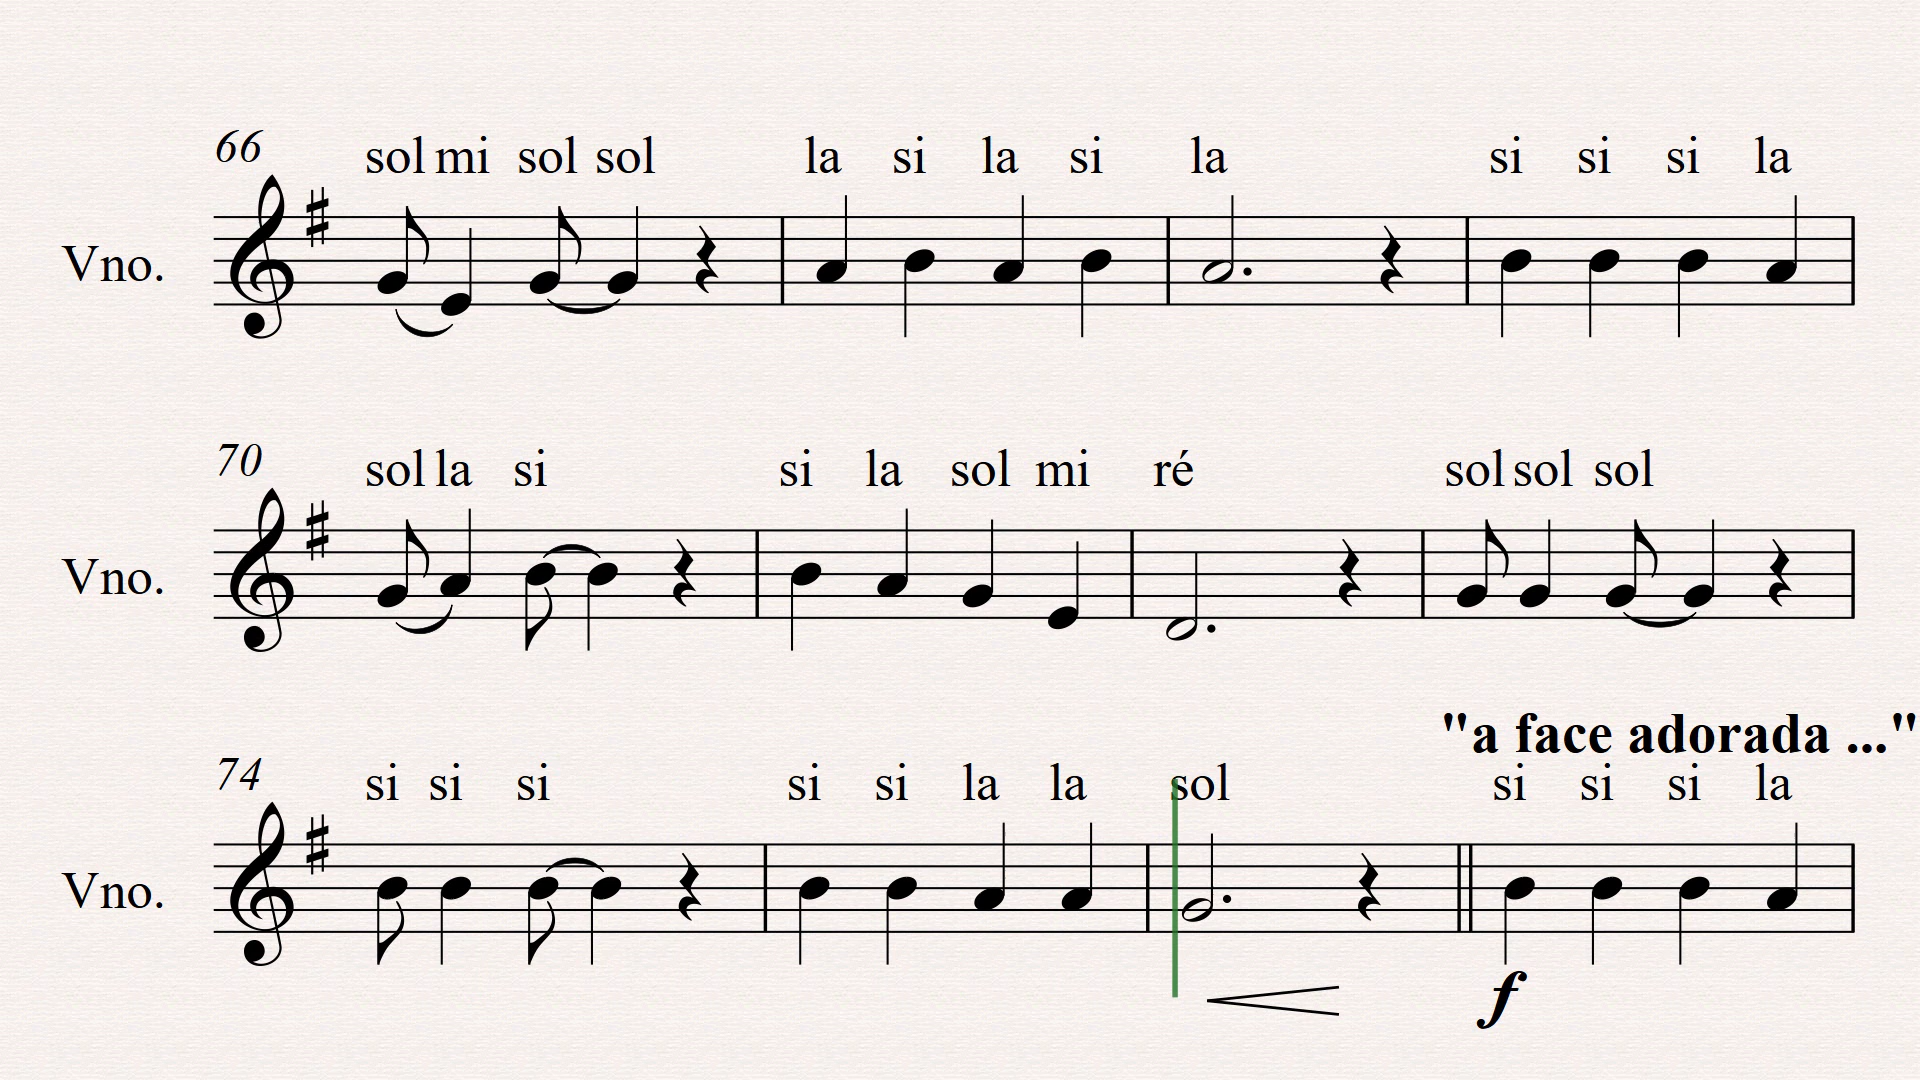 66 sol mi sol sol la si la si la si si si la
Vno.
70 sol la si si la sol mi ré sol sol sol
Vno.
"a face adorada ..."
74 si si si si si la la sol si si si la
Vno.
f